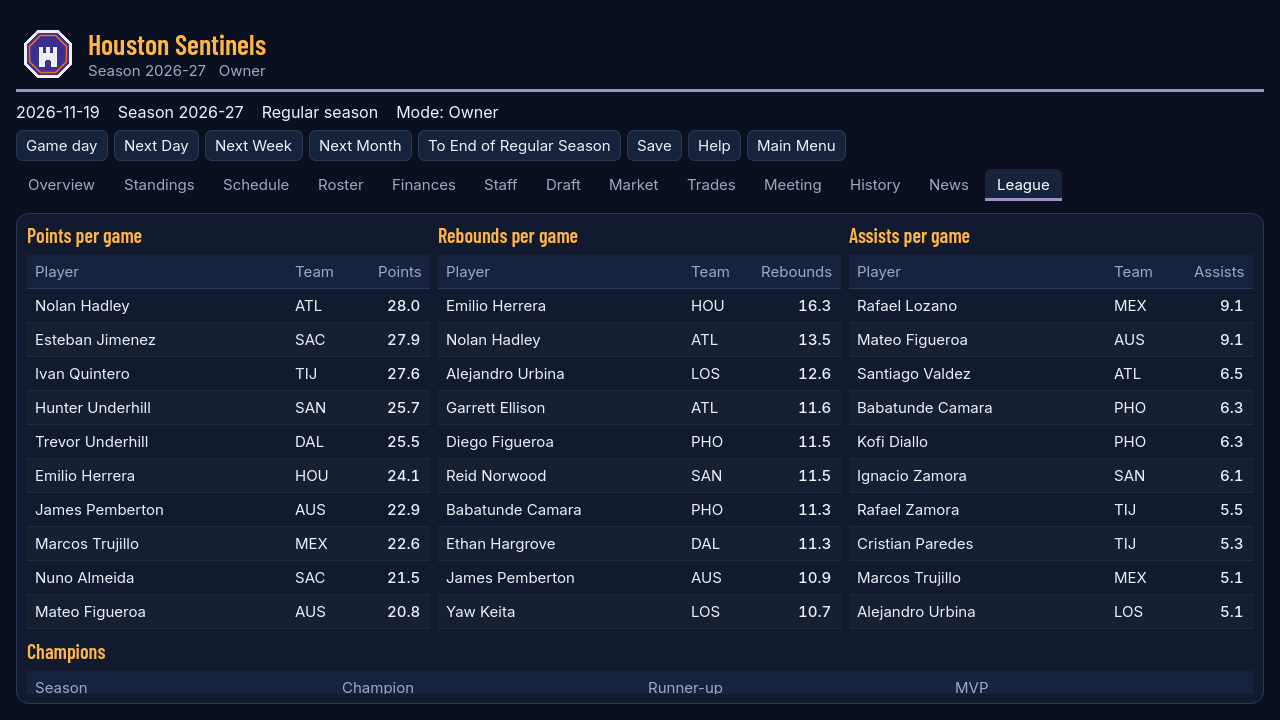 Houston Sentinels
Season 2026-27 Owner
2026-11-19 Season 2026-27 Regular season Mode: Owner
Game day Next Day Next Week Next Month To End of Regular Season Save Help Main Menu
Overview Standings Schedule Roster Finances Staff Draft Market Trades Meeting History News League
Points per game
Player Team Points
Nolan Hadley ATL 28.0
Esteban Jimenez SAC 27.9
Ivan Quintero TIJ 27.6
Hunter Underhill SAN 25.7
Trevor Underhill DAL 25.5
Emilio Herrera HOU 24.1
James Pemberton AUS 22.9
Marcos Trujillo MEX 22.6
Nuno Almeida SAC 21.5
Mateo Figueroa AUS 20.8
Rebounds per game
Player Team Rebounds
Emilio Herrera HOU 16.3
Nolan Hadley ATL 13.5
Alejandro Urbina LOS 12.6
Garrett Ellison ATL 11.6
Diego Figueroa PHO 11.5
Reid Norwood SAN 11.5
Babatunde Camara PHO 11.3
Ethan Hargrove DAL 11.3
James Pemberton AUS 10.9
Yaw Keita LOS 10.7
Assists per game
Player Team Assists
Rafael Lozano MEX 9.1
Mateo Figueroa AUS 9.1
Santiago Valdez ATL 6.5
Babatunde Camara PHO 6.3
Kofi Diallo PHO 6.3
Ignacio Zamora SAN 6.1
Rafael Zamora TIJ 5.5
Cristian Paredes TIJ 5.3
Marcos Trujillo MEX 5.1
Alejandro Urbina LOS 5.1
Champions
Season Champion Runner-up MVP